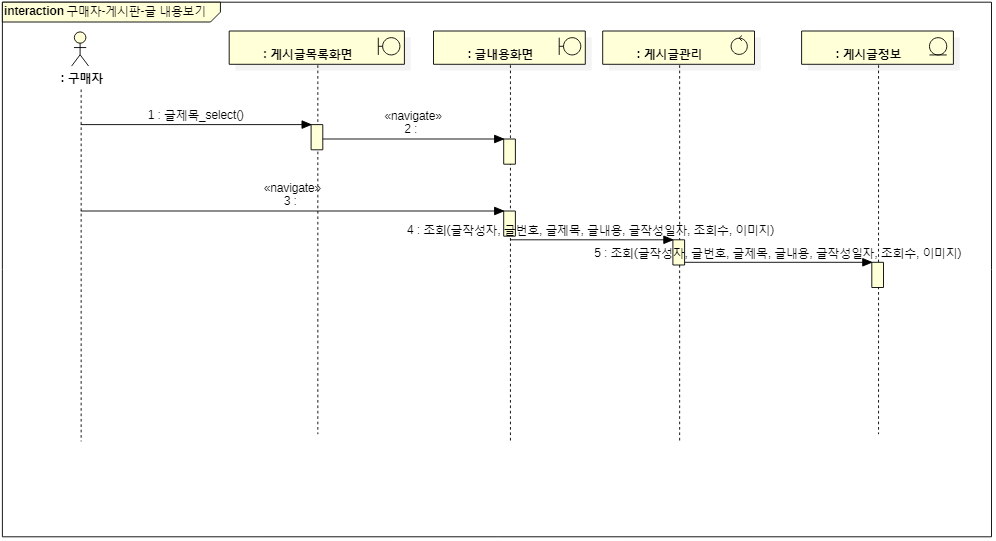 interaction 구매자-게시판-글 내용보기
: 구매자
: 게시글목록화면
: 글내용화면
: 게시글관리
: 게시글정보
1 : 글제목_select()
«navigate»
2 :
«navigate»
3 :
4 : 조회(글작성자, 글번호, 글제목, 글내용, 글작성일자, 조회수, 이미지)
5 : 조회(글작성자, 글번호, 글제목, 글내용, 글작성일자, 조회수, 이미지)